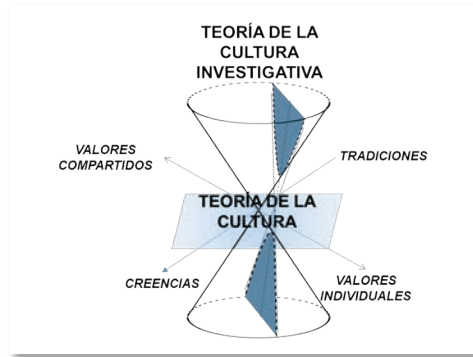 TEORÍA DE LA
CULTURA
INVESTIGATIVA
VALORES
COMPARTIDOS
TRADICIONES
TEORÍA DE LA
CULTURA
CREENCIAS
VALORES
INDIVIDUALES